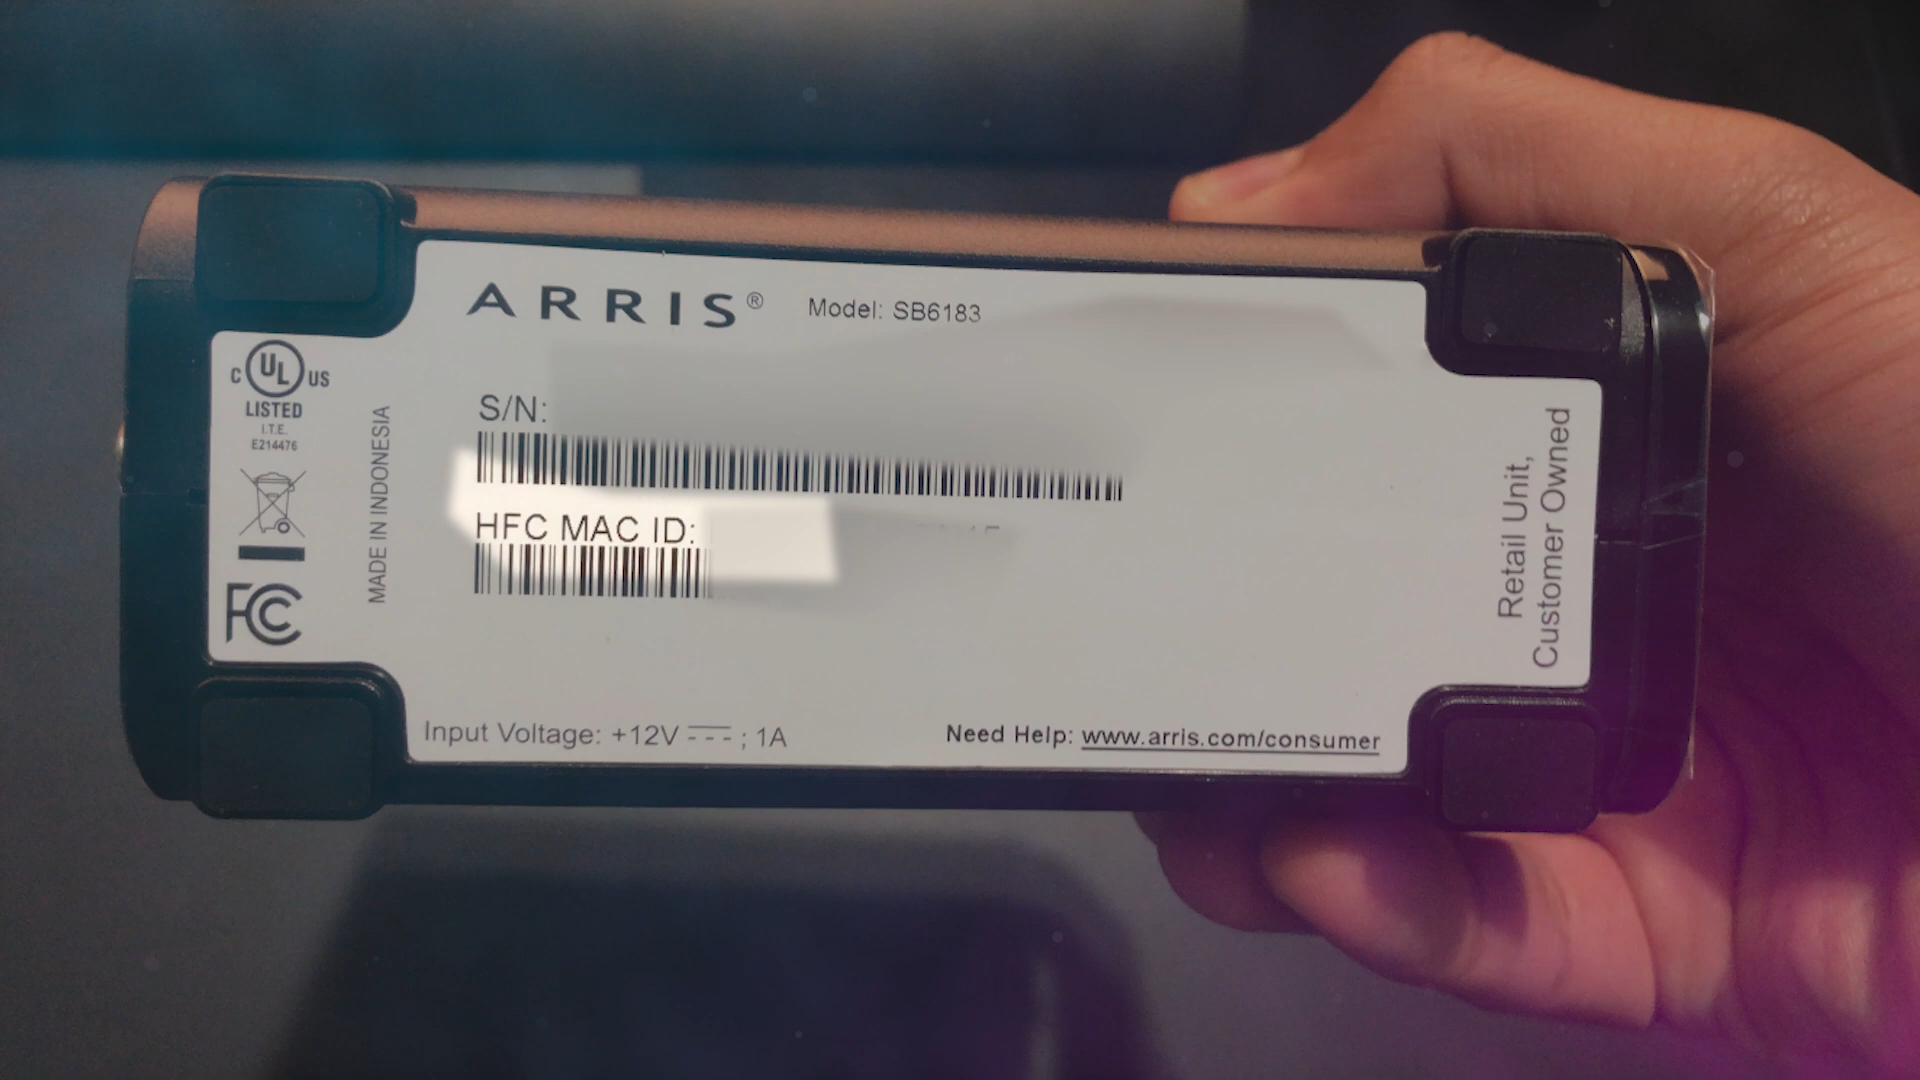 ARRIS®
Model: SB6183
C UL US
LISTED
I.T.E.
E214476
FC
MADE IN INDONESIA
S/N:
HFC MAC ID:
Input Voltage: +12V ⎓ ; 1A
Need Help: www.arris.com/consumer
Retail Unit,
Customer Owned